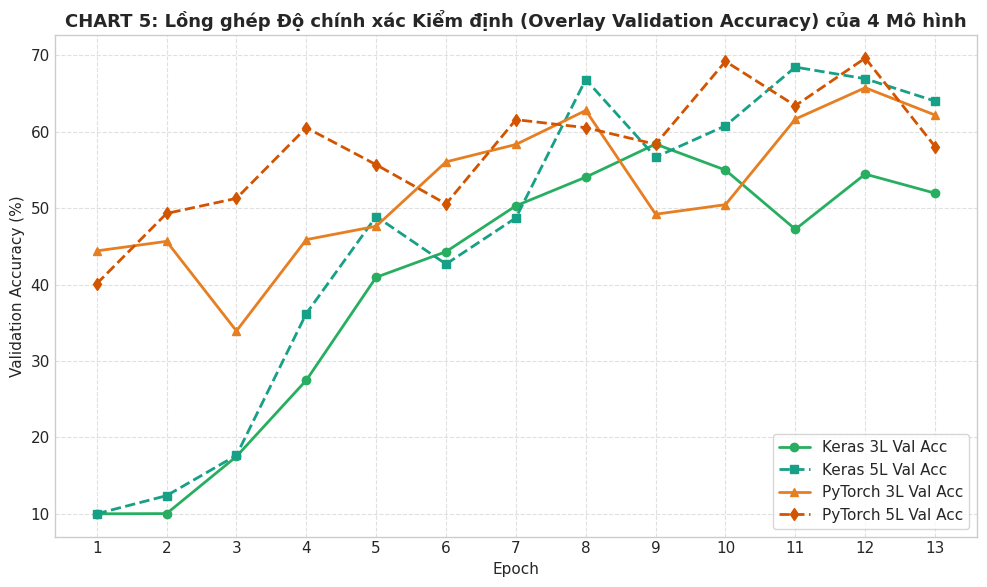 CHART 5: Lồng ghép Độ chính xác Kiểm định (Overlay Validation Accuracy) của 4 Mô hình
Validation Accuracy (%)
70
60
50
40
30
20
10
1 2 3 4 5 6 7 8 9 10 11 12 13
Epoch
Keras 3L Val Acc
Keras 5L Val Acc
PyTorch 3L Val Acc
PyTorch 5L Val Acc